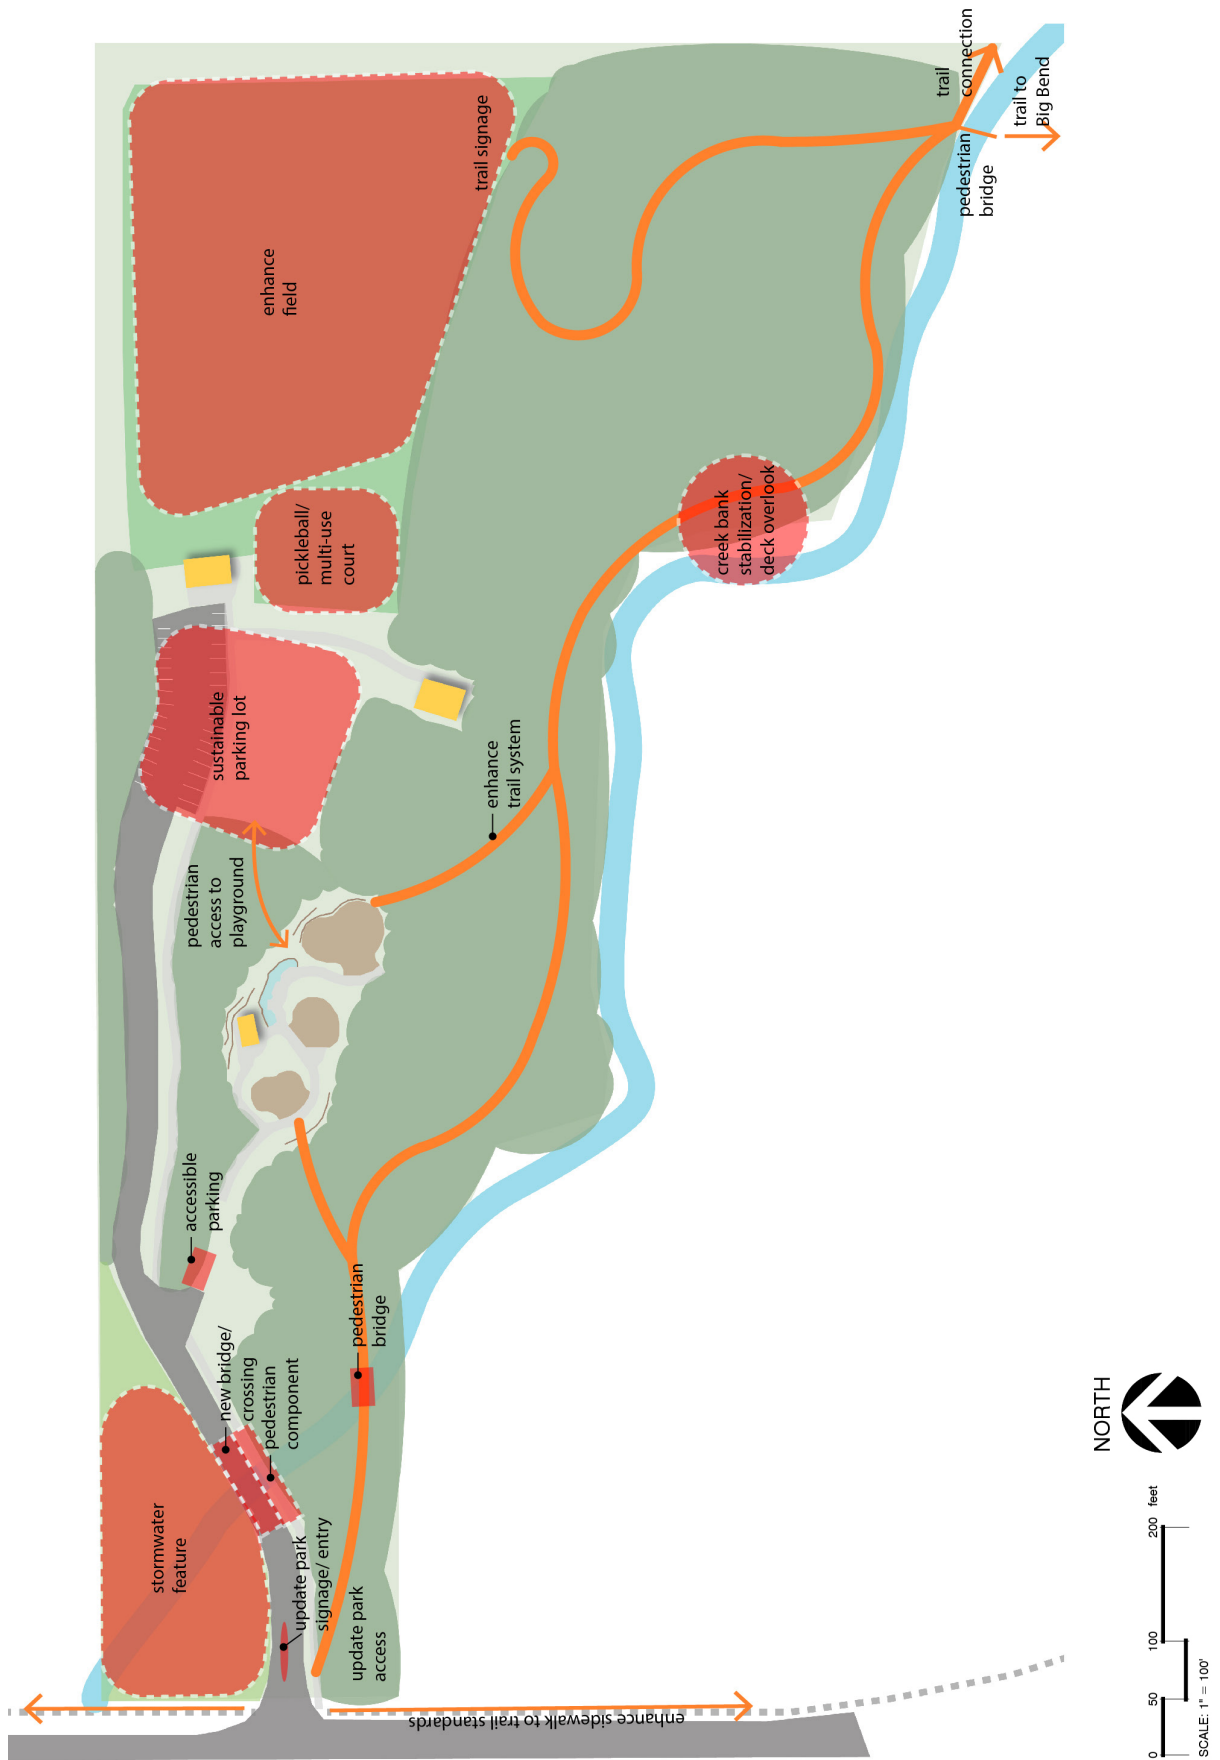 trail
connection
trail to
Big Bend
pedestrian
bridge
trail signage
enhance
field
pickleball/
multi-use
court
creek bank
stabilization/
deck overlook
sustainable
parking lot
enhance
trail system
pedestrian
access to
playground
accessible
parking
pedestrian
bridge
new bridge/
crossing
pedestrian
component
stormwater
feature
update park
signage/ entry
update park
access
enhance sidewalk to trail standards
NORTH
0 50 100 200 feet
SCALE: 1" = 100'